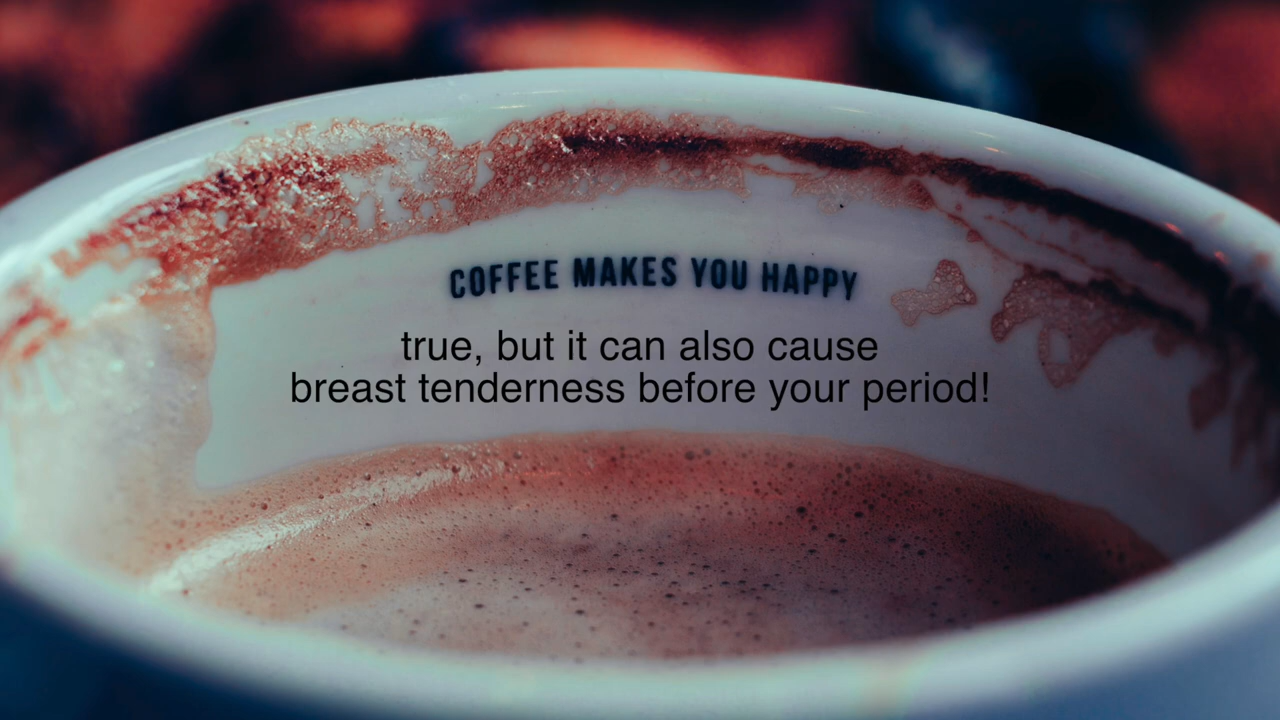 COFFEE MAKES YOU HAPPY
true, but it can also cause
breast tenderness before your period!